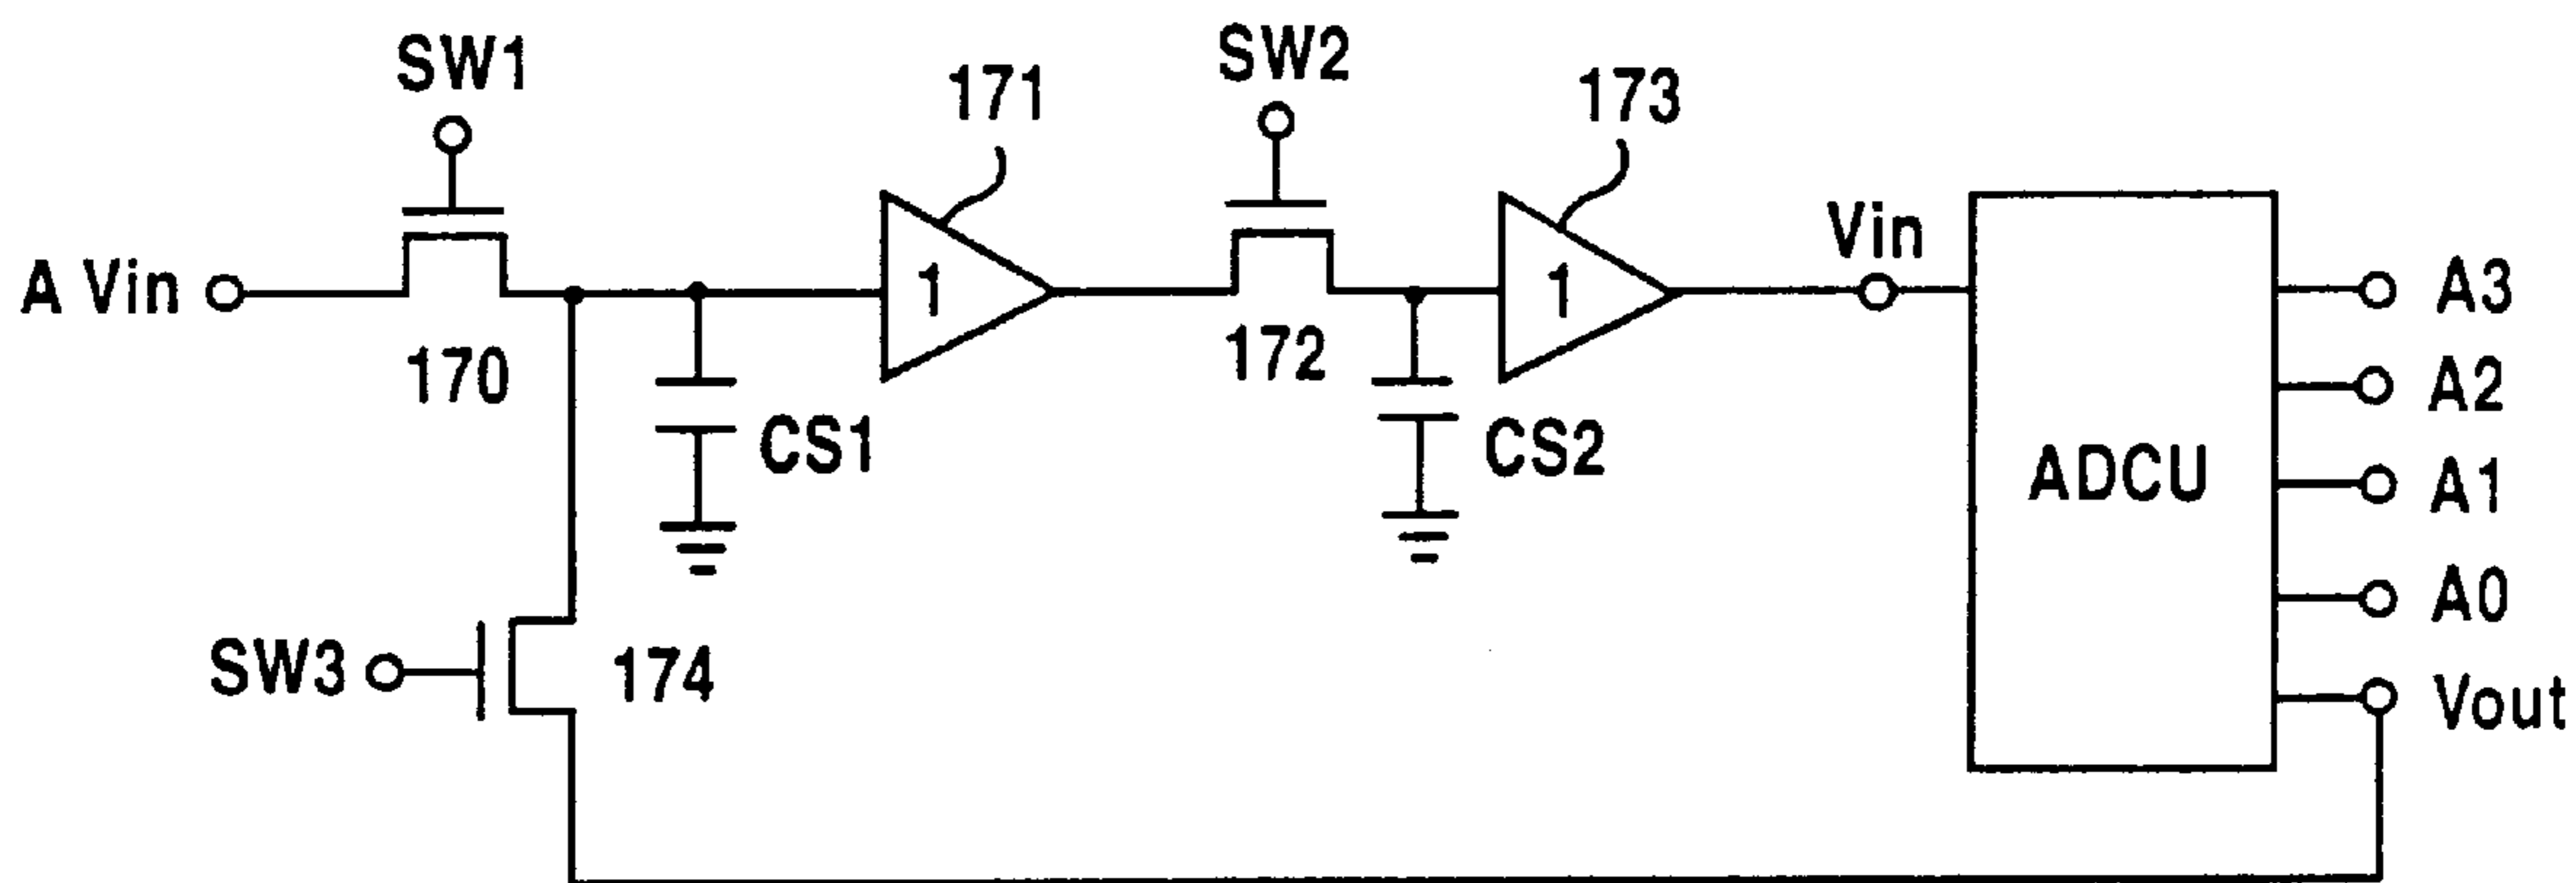 SW1
171
SW2
173
A Vin
1
1
Vin
170
172
CS1
CS2
ADCU
A3
A2
A1
A0
Vout
SW3
174